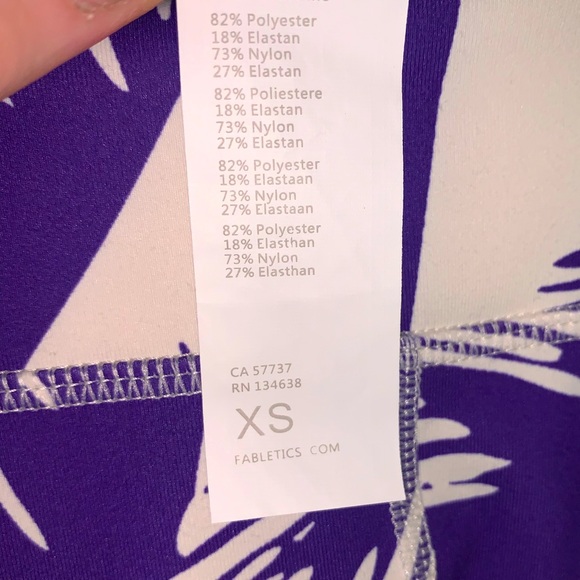 82% Polyester
18% Elastan
73% Nylon
27% Elastan
82% Poliestere
18% Elastan
73% Nylon
27% Elastan
82% Polyester
18% Elastaan
73% Nylon
27% Elastaan
82% Polyester
18% Elasthan
73% Nylon
27% Elasthan
CA 57737
RN 134638
XS
FABLETICS COM